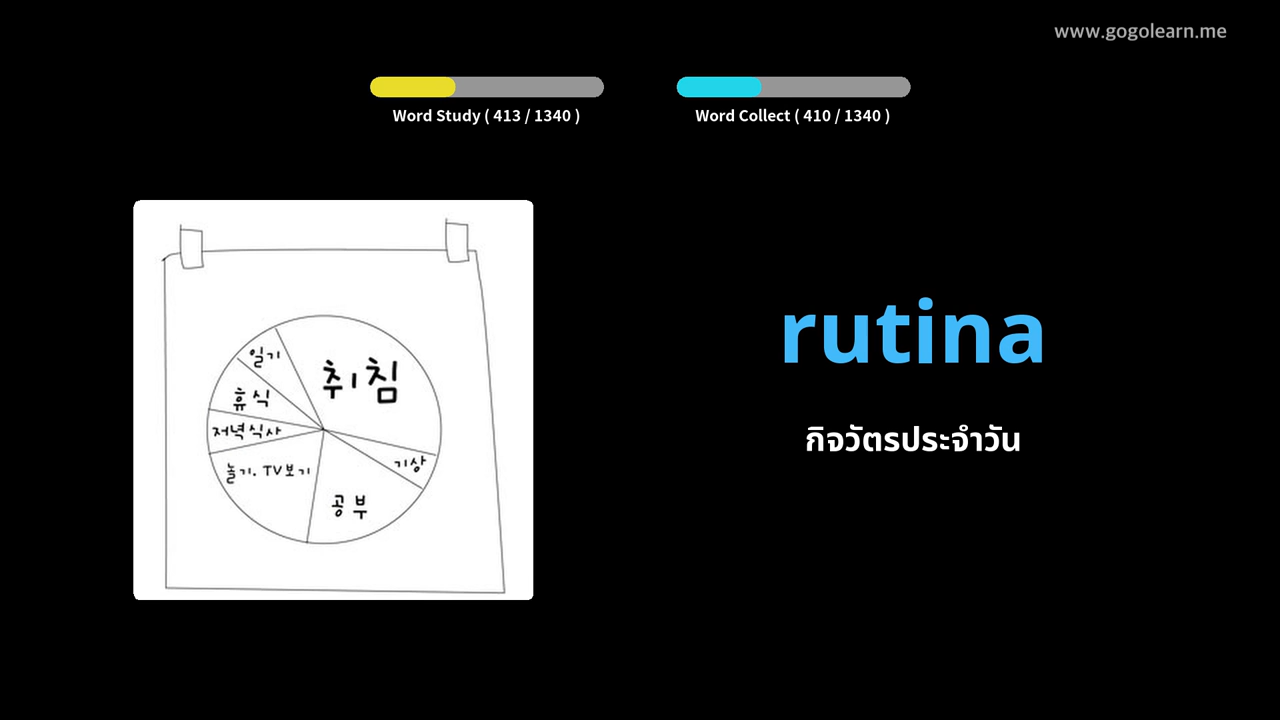 www.gogolearn.me
Word Study ( 413 / 1340 )
Word Collect ( 410 / 1340 )
일기
취침
휴식
저녁식사
놀기. TV보기
기상
공부
rutina
กิจวัตรประจำวัน